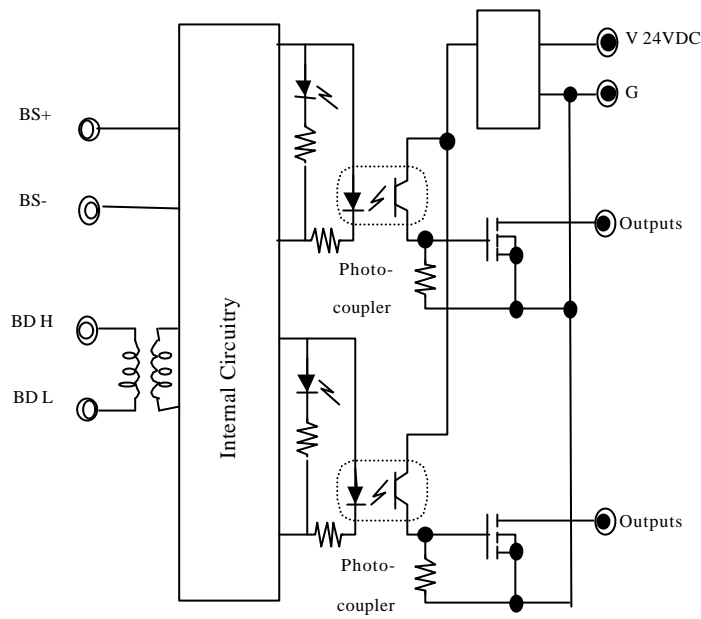 V 24VDC
G
BS+
BS-
Outputs
Photo-
coupler
BD H
BD L
Internal Circuitry
Outputs
Photo-
coupler